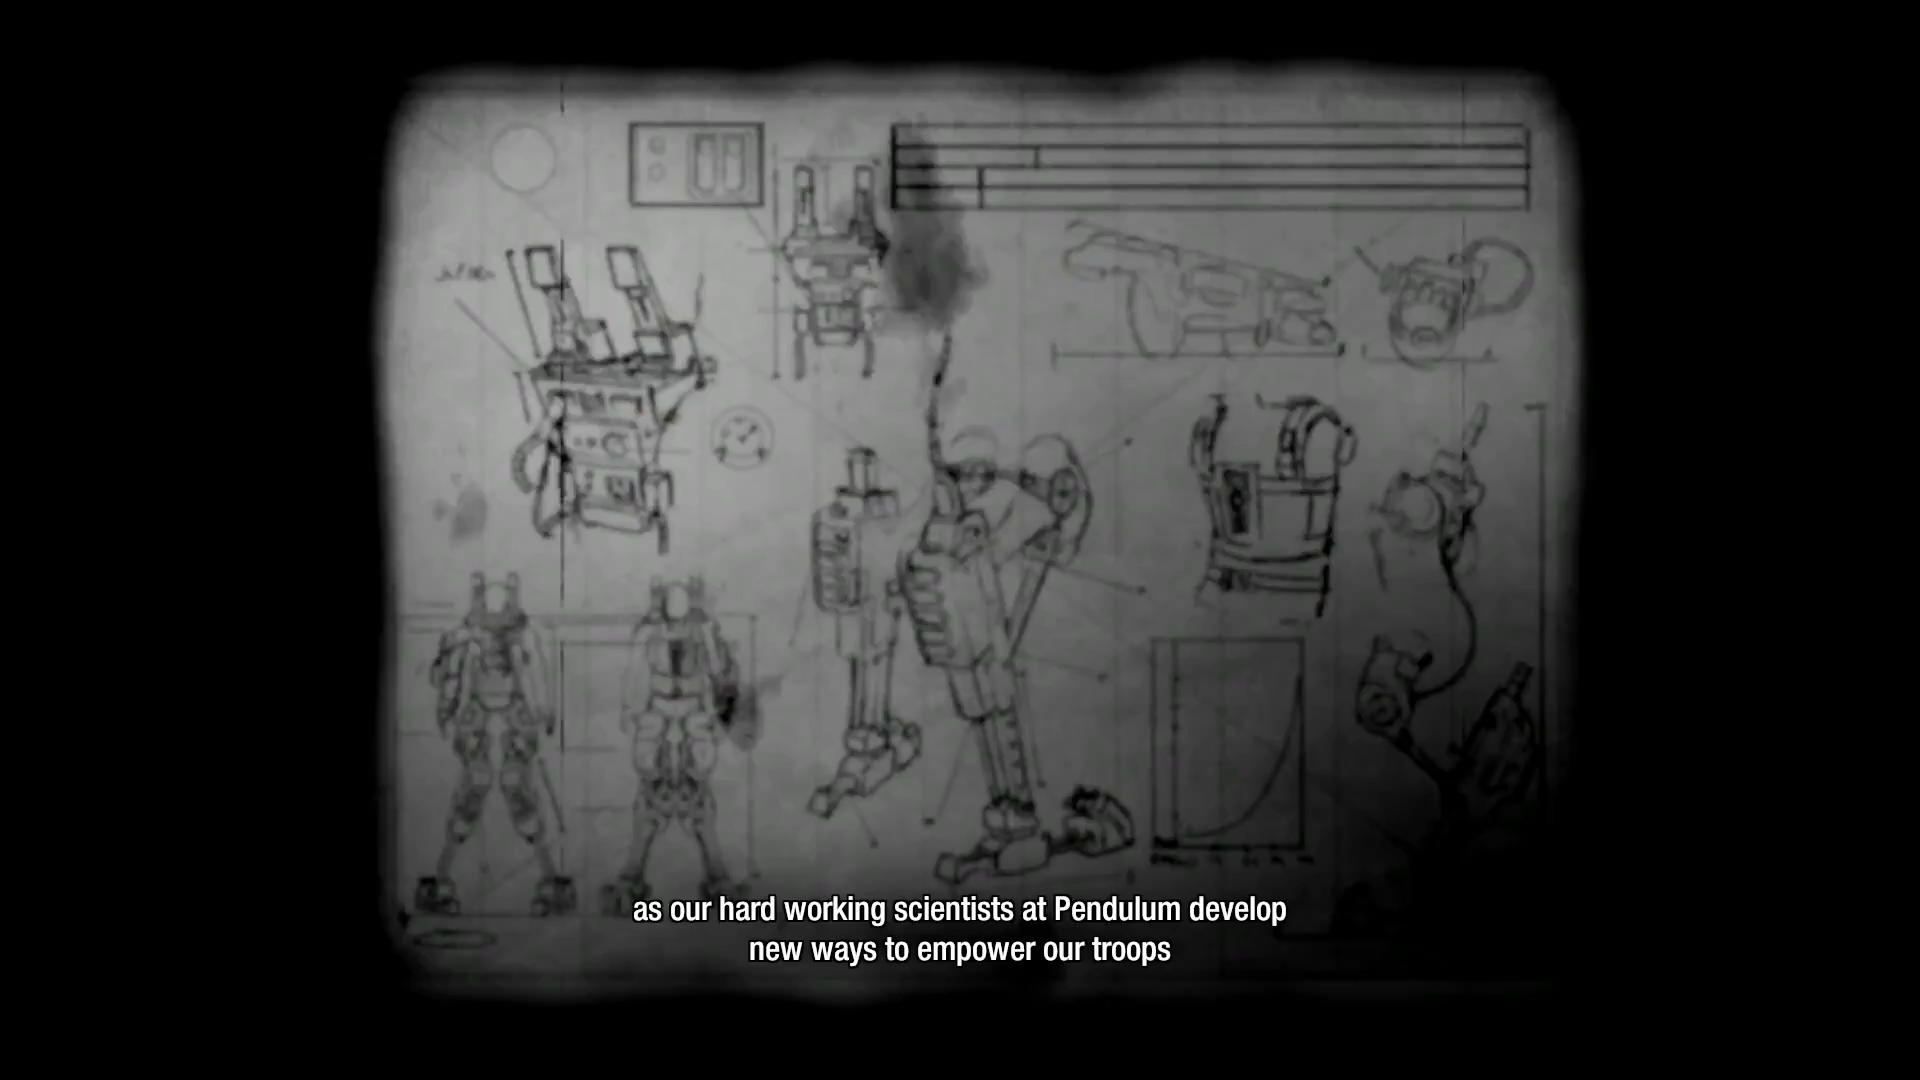 as our hard working scientists at Pendulum develop
new ways to empower our troops